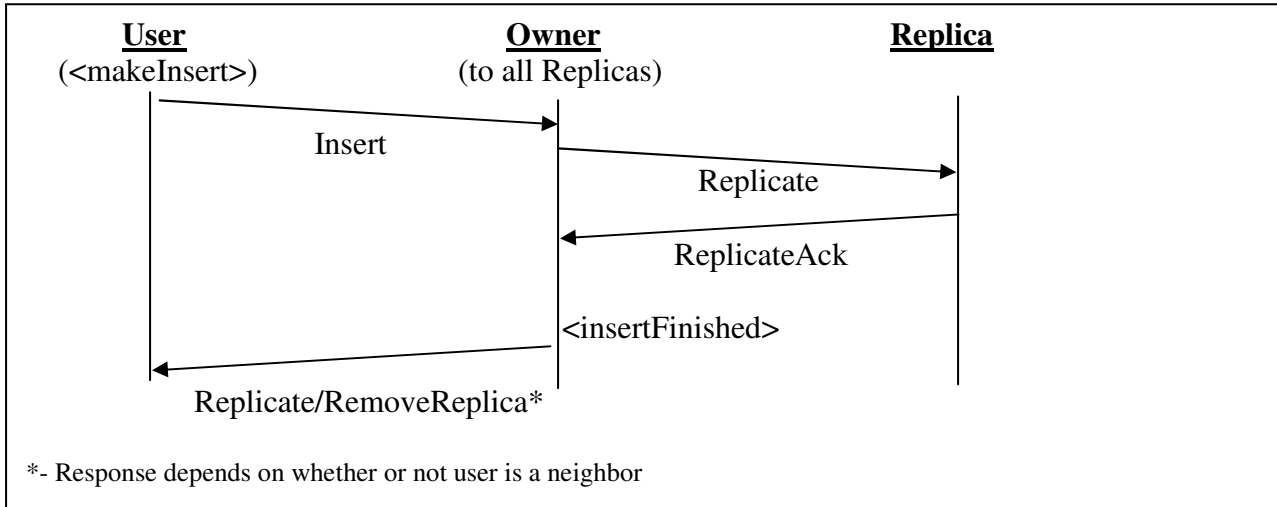 User Owner Replica
(<makeInsert>) (to all Replicas)
Insert
Replicate
ReplicateAck
<insertFinished>
Replicate/RemoveReplica*
*- Response depends on whether or not user is a neighbor